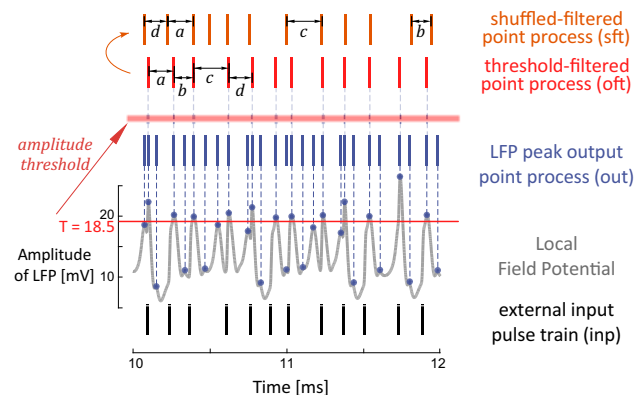 d a c b
shuffled-filtered
point process (sft)
a b c d
threshold-filtered
point process (oft)
amplitude
threshold
LFP peak output
point process (out)
T = 18.5
20
10
Amplitude
of LFP [mV]
Local
Field Potential
external input
pulse train (inp)
10 11 12
Time [ms]